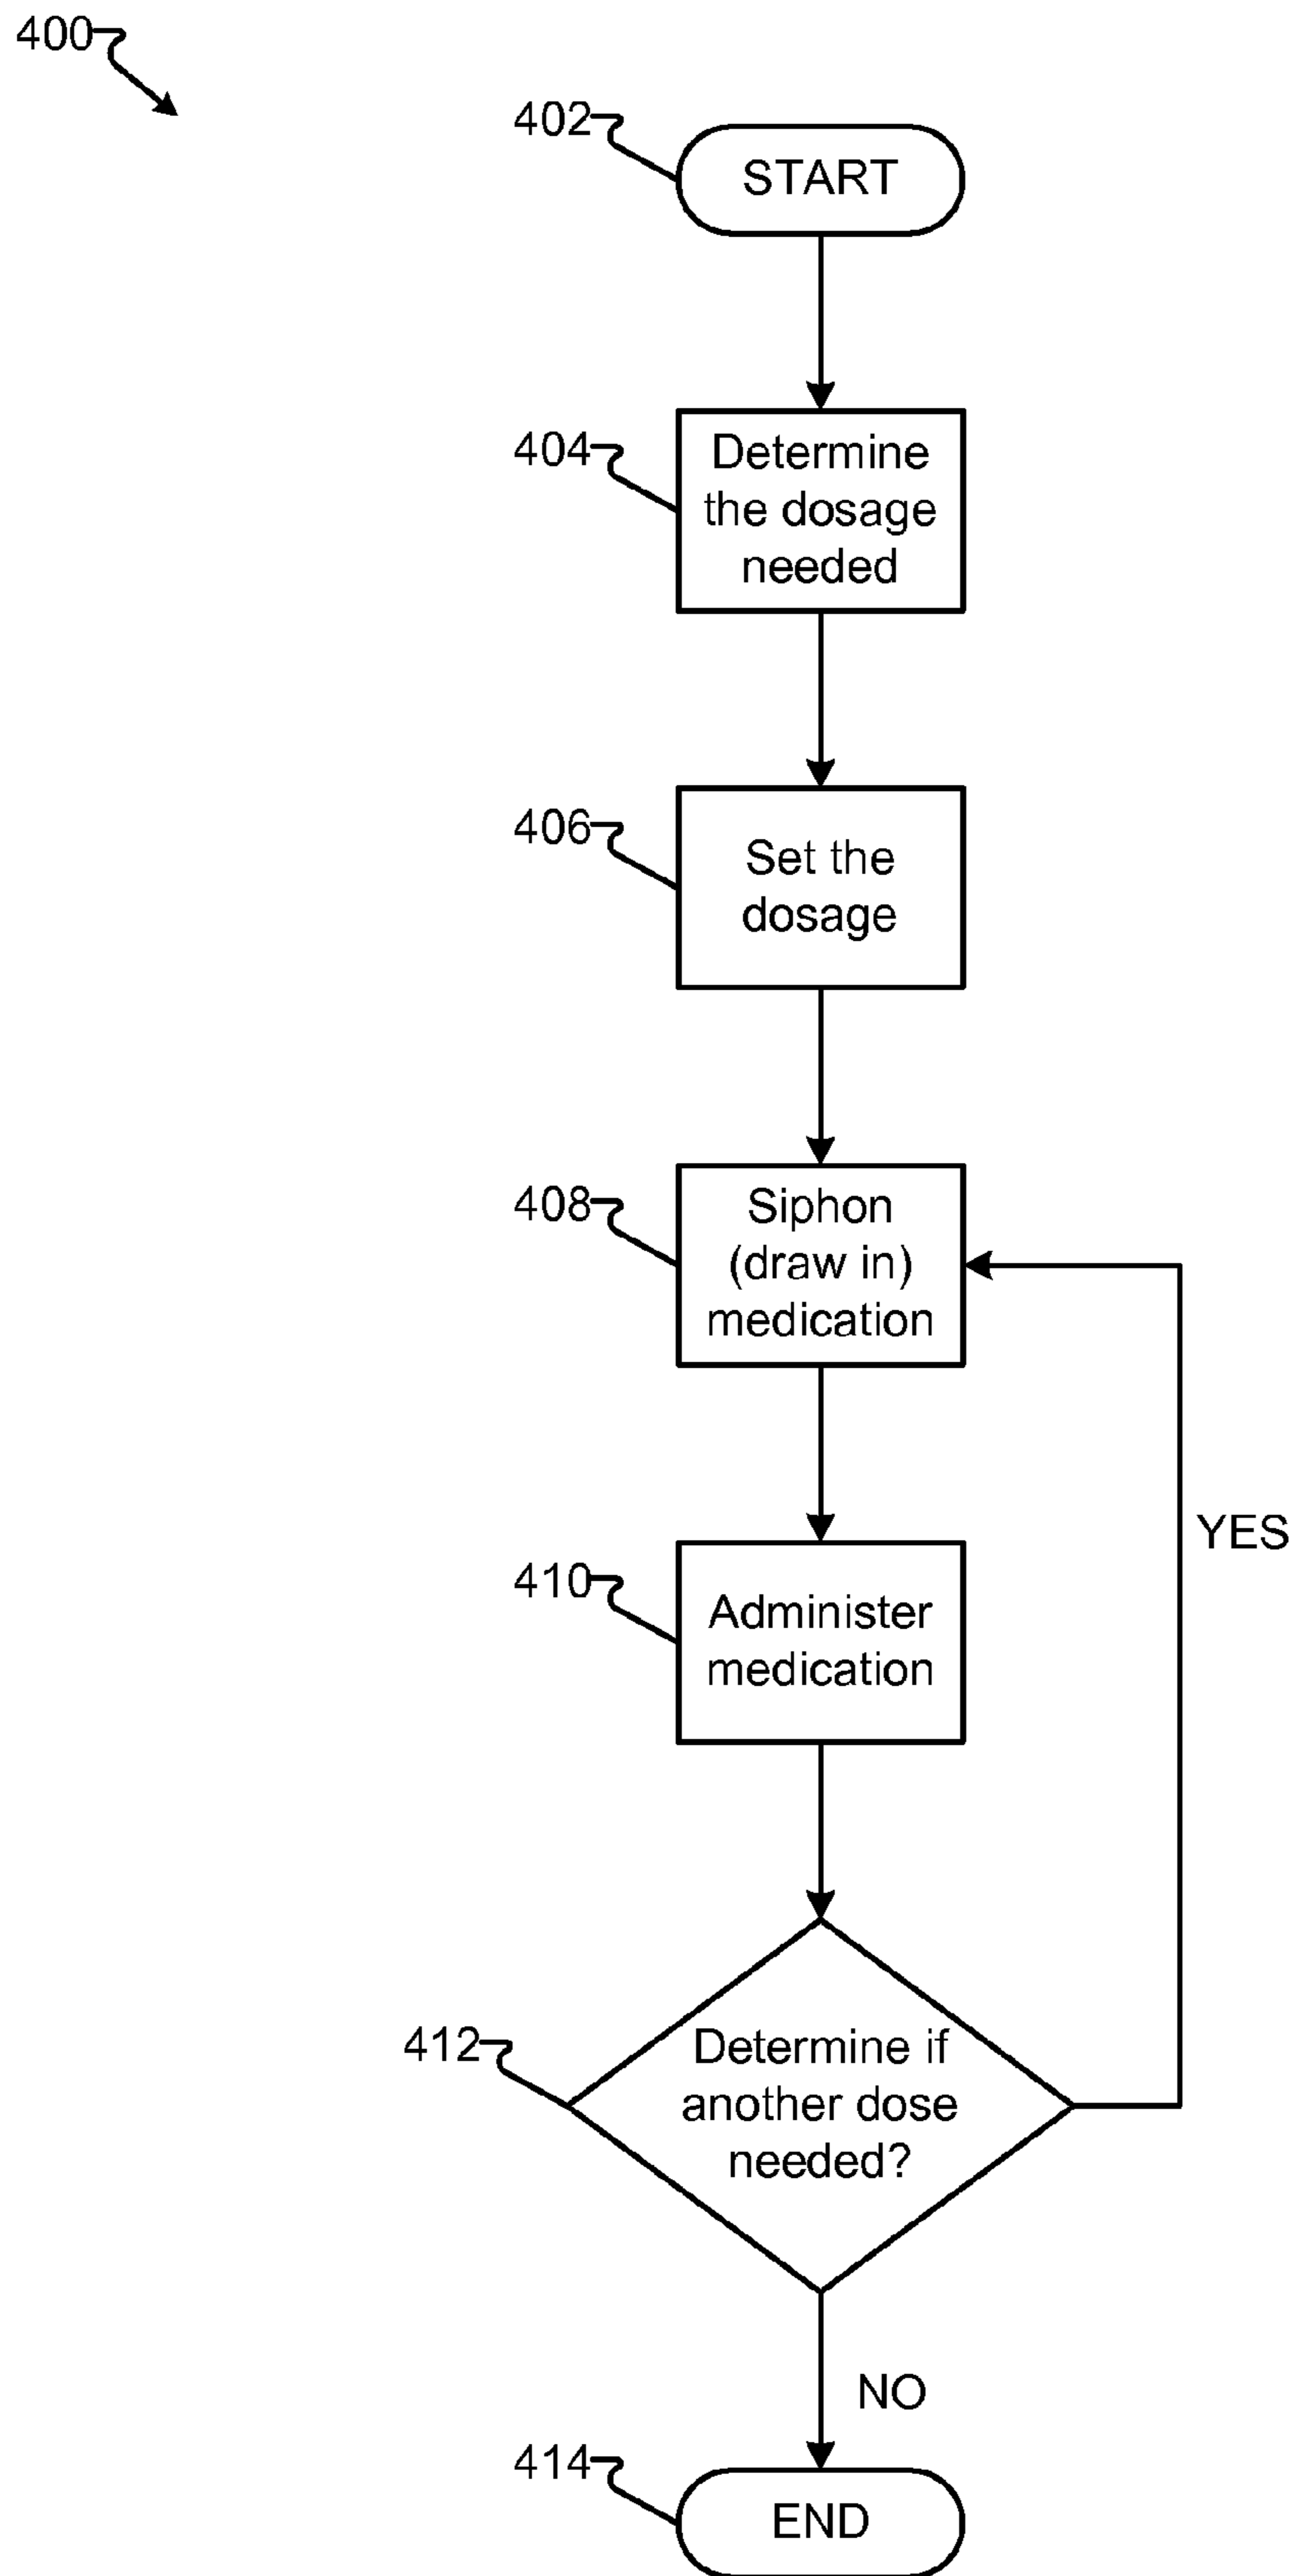 400
402
START
404
Determine
the dosage
needed
406
Set the
dosage
408
Siphon
(draw in)
medication
YES
410
Administer
medication
412
Determine if
another dose
needed?
NO
414
END